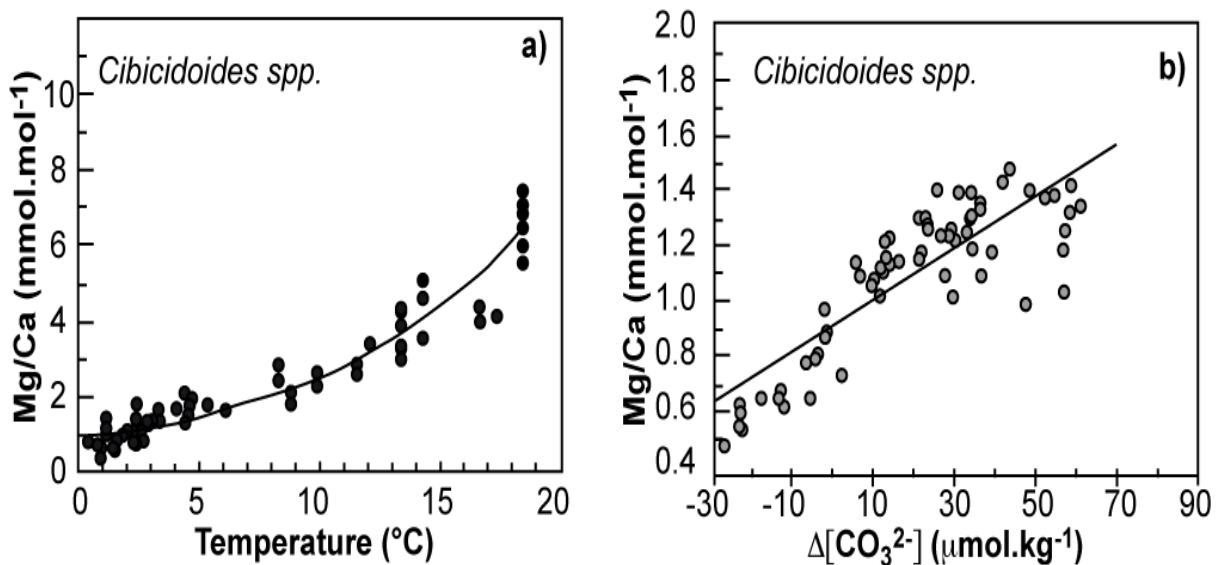 a)
Cibicidoides spp.
Mg/Ca (mmol.mol⁻¹)
10
8
6
4
2
0
0 5 10 15 20
Temperature (°C)
b)
Cibicidoides spp.
Mg/Ca (mmol.mol⁻¹)
2.0
1.8
1.6
1.4
1.2
1.0
0.8
0.6
0.4
-30 -10 10 30 50 70 90
Δ[CO₃²⁻] (μmol.kg⁻¹)